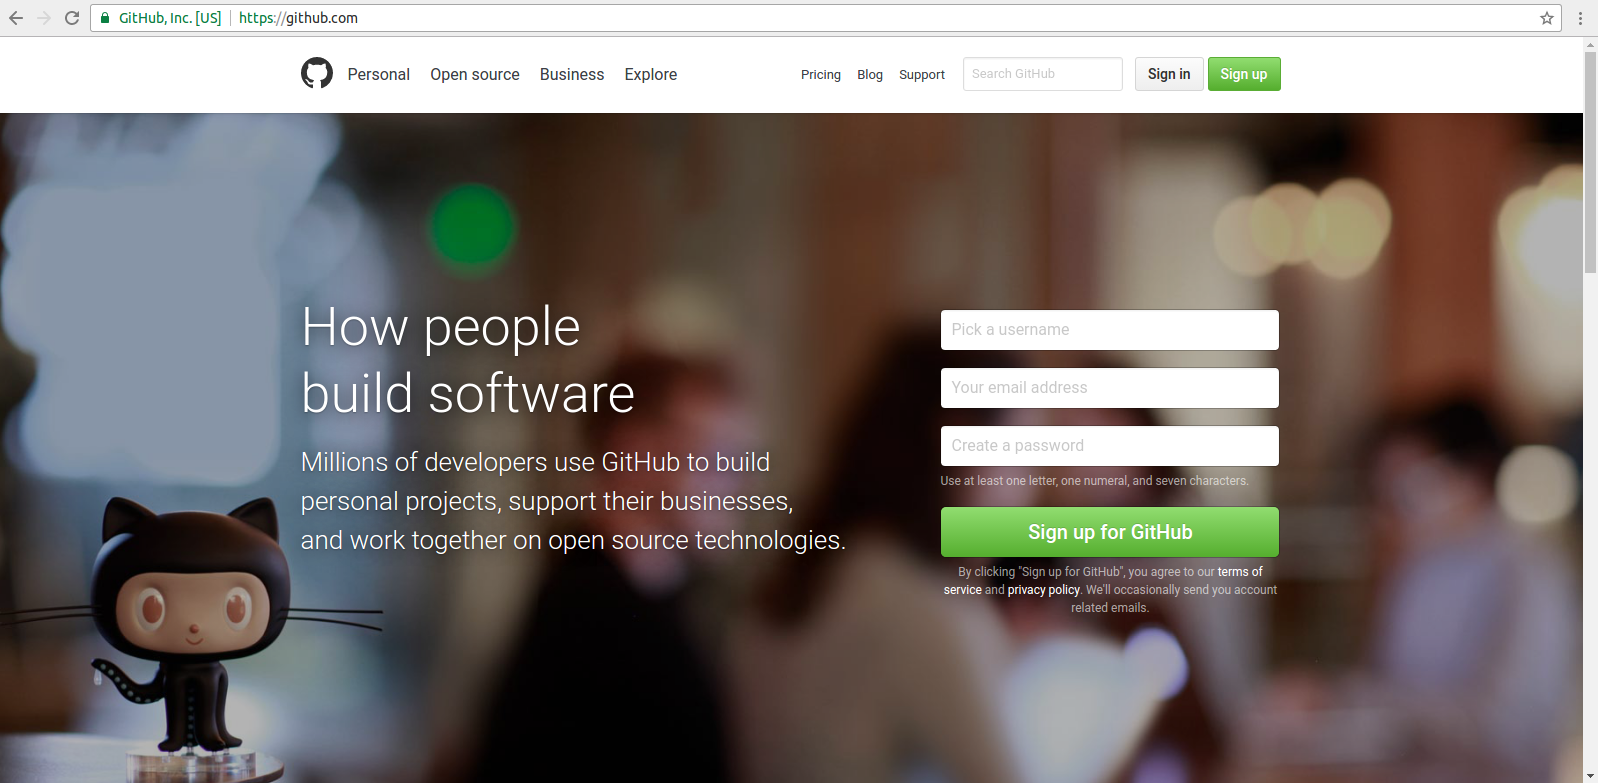 GitHub, Inc. [US] https://github.com
Personal Open source Business Explore Pricing Blog Support Search GitHub Sign in Sign up
How people
build software
Millions of developers use GitHub to build
personal projects, support their businesses,
and work together on open source technologies.
Pick a username
Your email address
Create a password
Use at least one letter, one numeral, and seven characters.
Sign up for GitHub
By clicking "Sign up for GitHub", you agree to our terms of
service and privacy policy. We'll occasionally send you account
related emails.